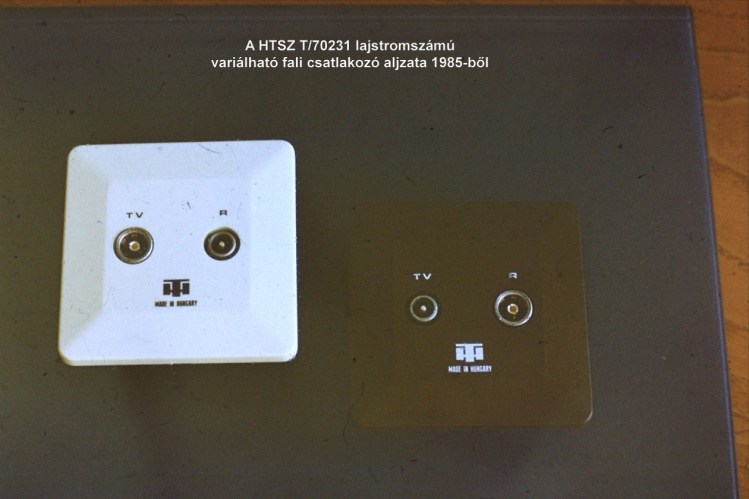 A HTSZ T/70231 lajstromszámú
variálható fali csatlakozó aljzata 1985-ből
TV R
MADE IN HUNGARY
TV R
MADE IN HUNGARY